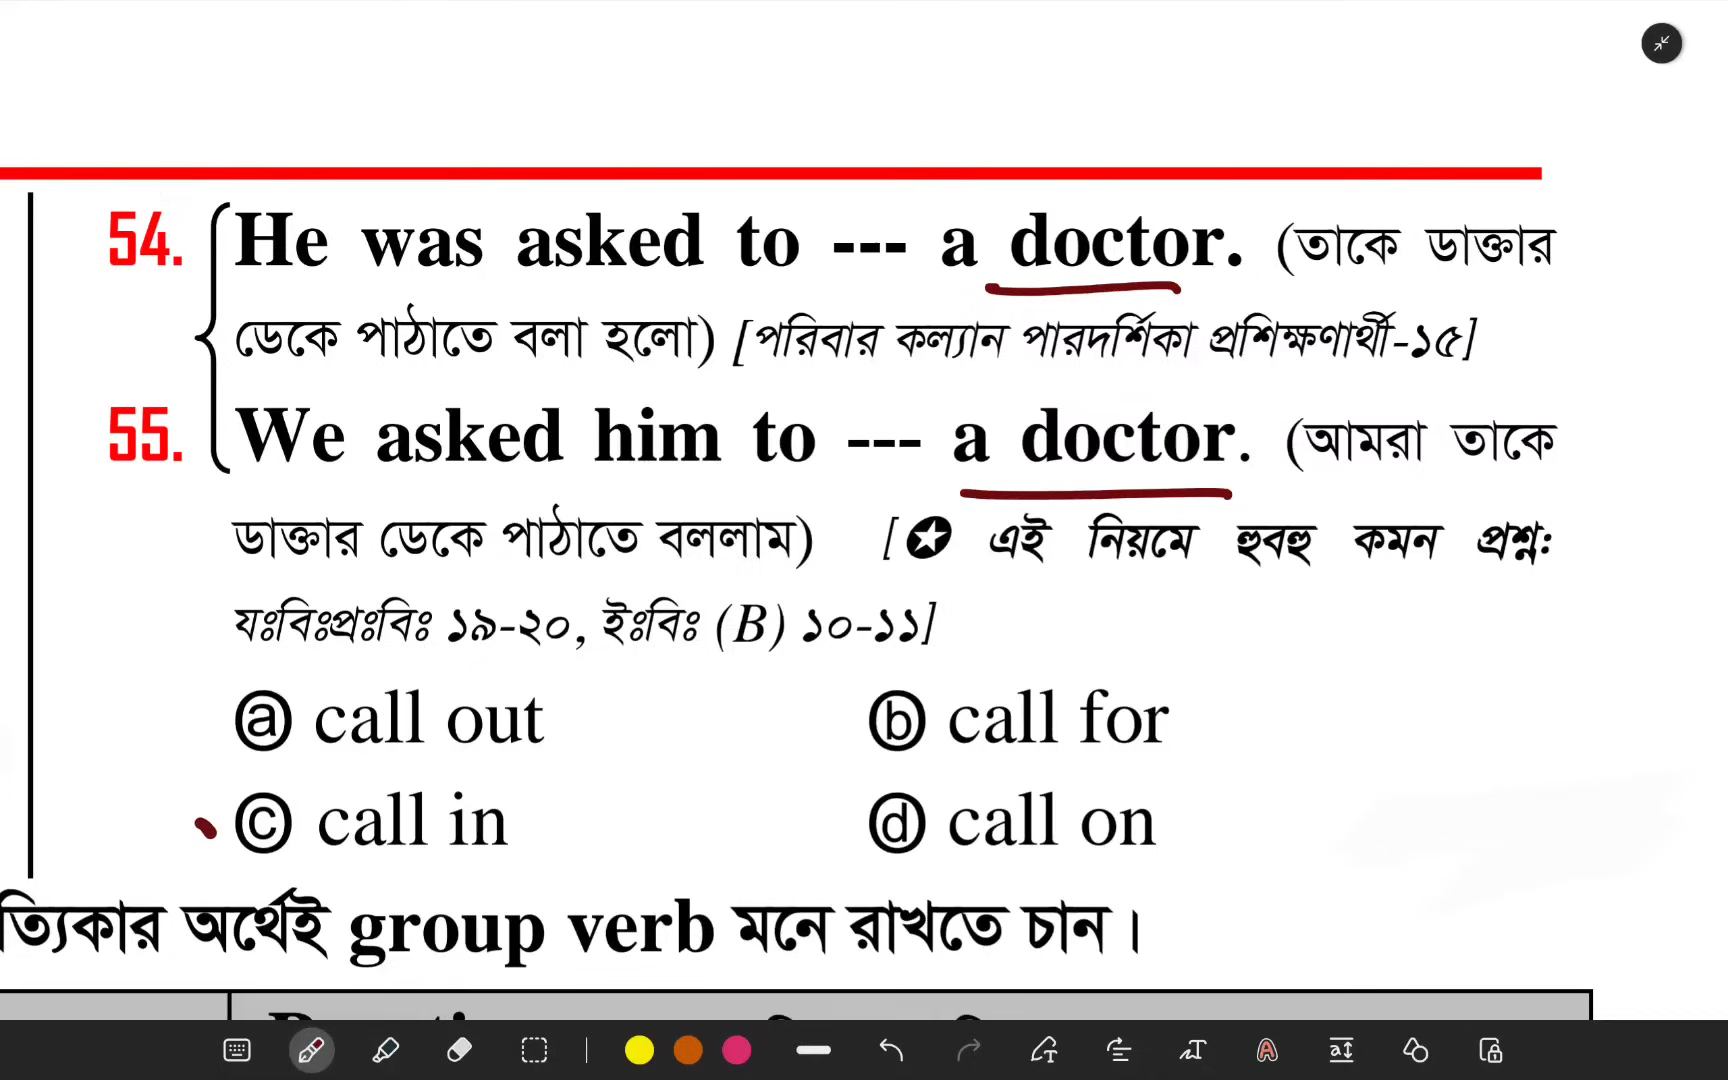 54. He was asked to --- a doctor. (তাকে ডাক্তার
ডেকে পাঠাতে বলা হলো) [পরিবার কল্যান পারদর্শিকা প্রশিক্ষণার্থী-১৫]
55. We asked him to --- a doctor. (আমরা তাকে
ডাক্তার ডেকে পাঠাতে বললাম) [✪ এই নিয়মে হুবহু কমন প্রশ্ন:
যঃবিঃপ্রঃবিঃ ১৯-২০, ইঃবিঃ (B) ১০-১১]
ⓐ call out ⓑ call for
ⓒ call in ⓓ call on
ত্যিকার অর্থেই group verb মনে রাখতে চান।